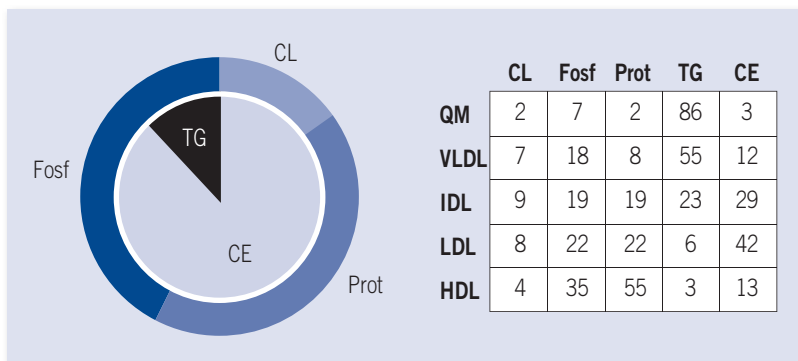 CL
TG
Fosf
CE
Prot
CL Fosf Prot TG CE
QM 2 7 2 86 3
VLDL 7 18 8 55 12
IDL 9 19 19 23 29
LDL 8 22 22 6 42
HDL 4 35 55 3 13